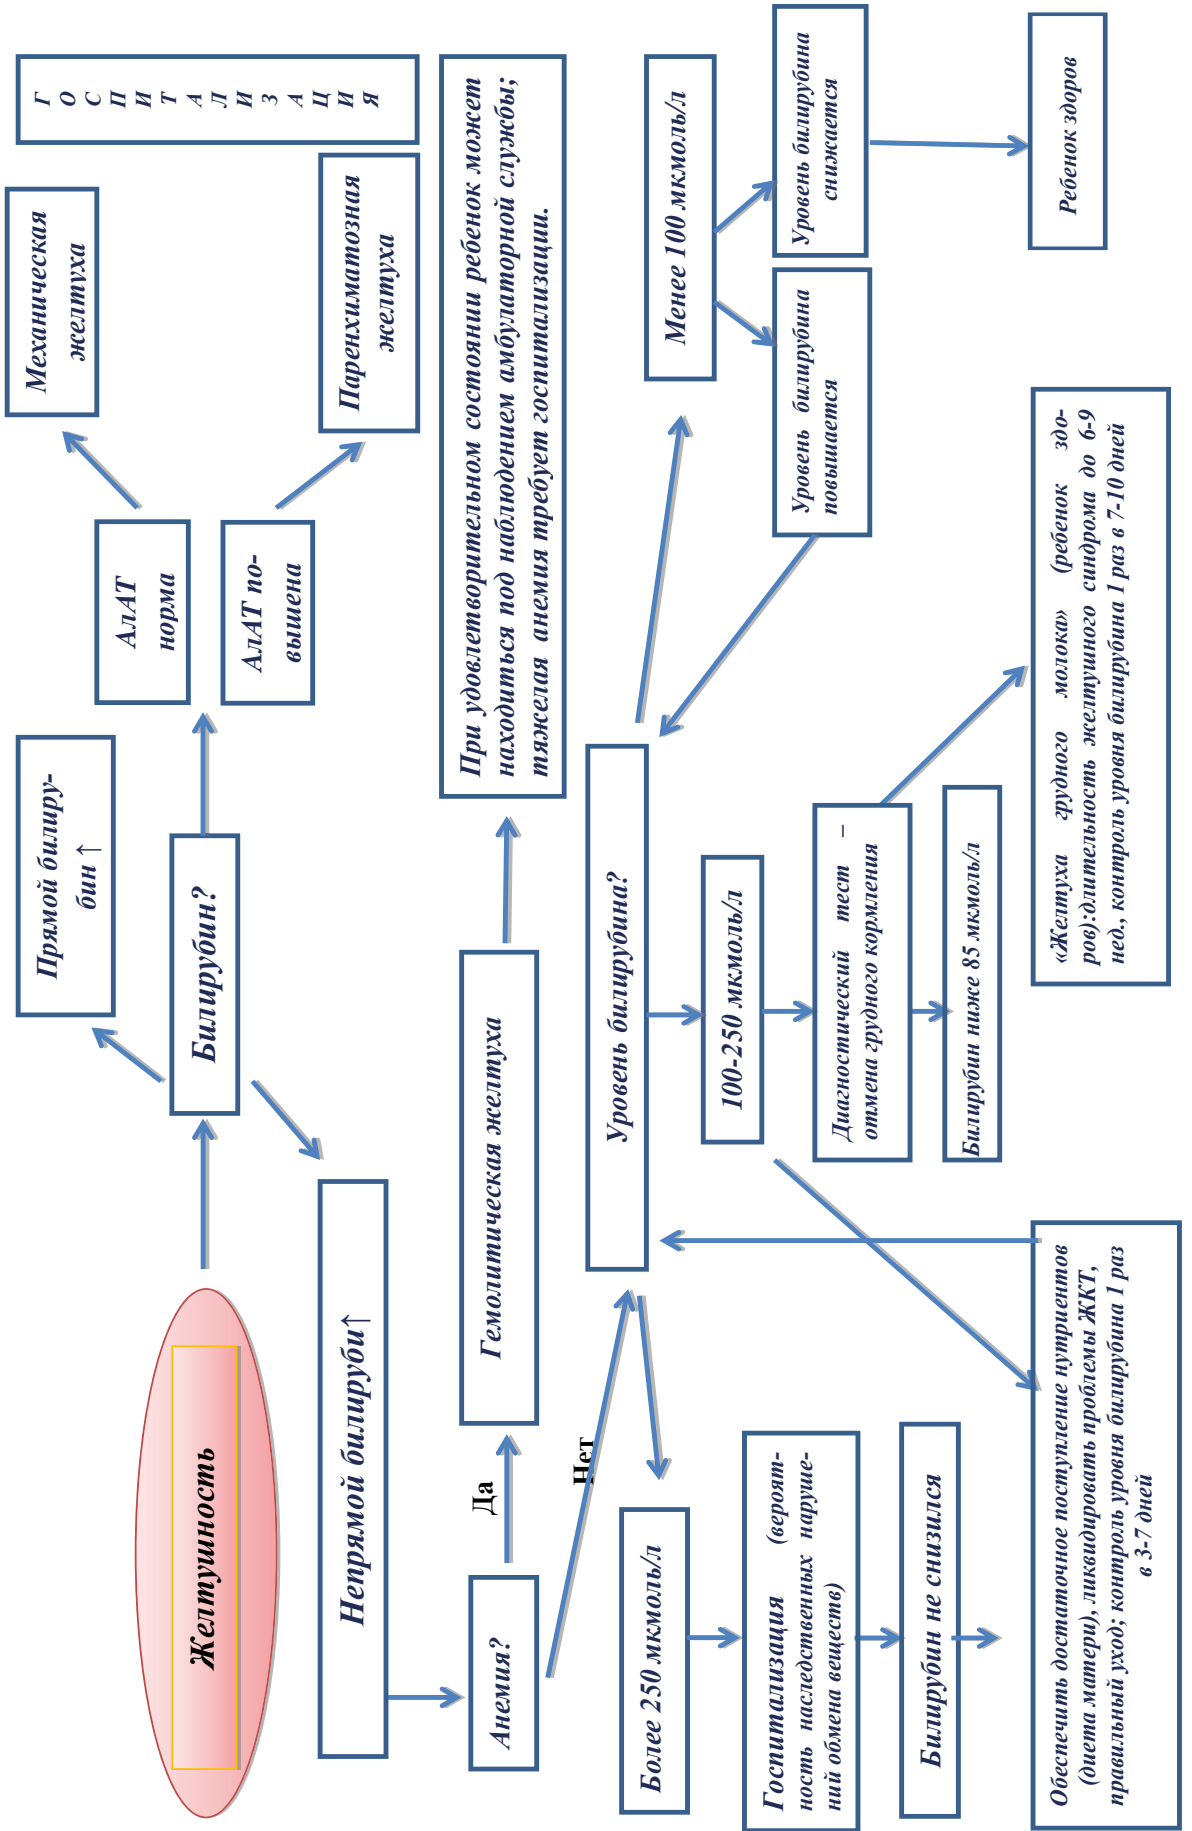 Желтушность
Билирубин?
Прямой билиру-
бин ↑
АлАТ
норма
АлАТ по-
вышена
Механическая
желтуха
Паренхиматозная
желтуха
Г
О
С
П
И
Т
А
Л
И
З
А
Ц
И
Я
Непрямой билируби↑
Анемия?
Да
Нет
Гемолитическая желтуха
При удовлетворительном состоянии ребенок может
находиться под наблюдением амбулаторной службы;
тяжелая анемия требует госпитализации.
Уровень билирубина?
Более 250 мкмоль/л
100-250 мкмоль/л
Менее 100 мкмоль/л
Госпитализация (вероят-
ность наследственных наруше-
ний обмена веществ)
Билирубин не снизился
Диагностический тест –
отмена грудного кормления
Билирубин ниже 85 мкмоль/л
Уровень билирубина
повышается
Уровень билирубина
снижается
Обеспечить достаточное поступление нутриентов
(диета матери), ликвидировать проблемы ЖКТ,
правильный уход; контроль уровня билирубина 1 раз
в 3-7 дней
«Желтуха грудного молока» (ребенок здо-
ров):длительность желтушного синдрома до 6-9
нед., контроль уровня билирубина 1 раз в 7-10 дней
Ребенок здоров